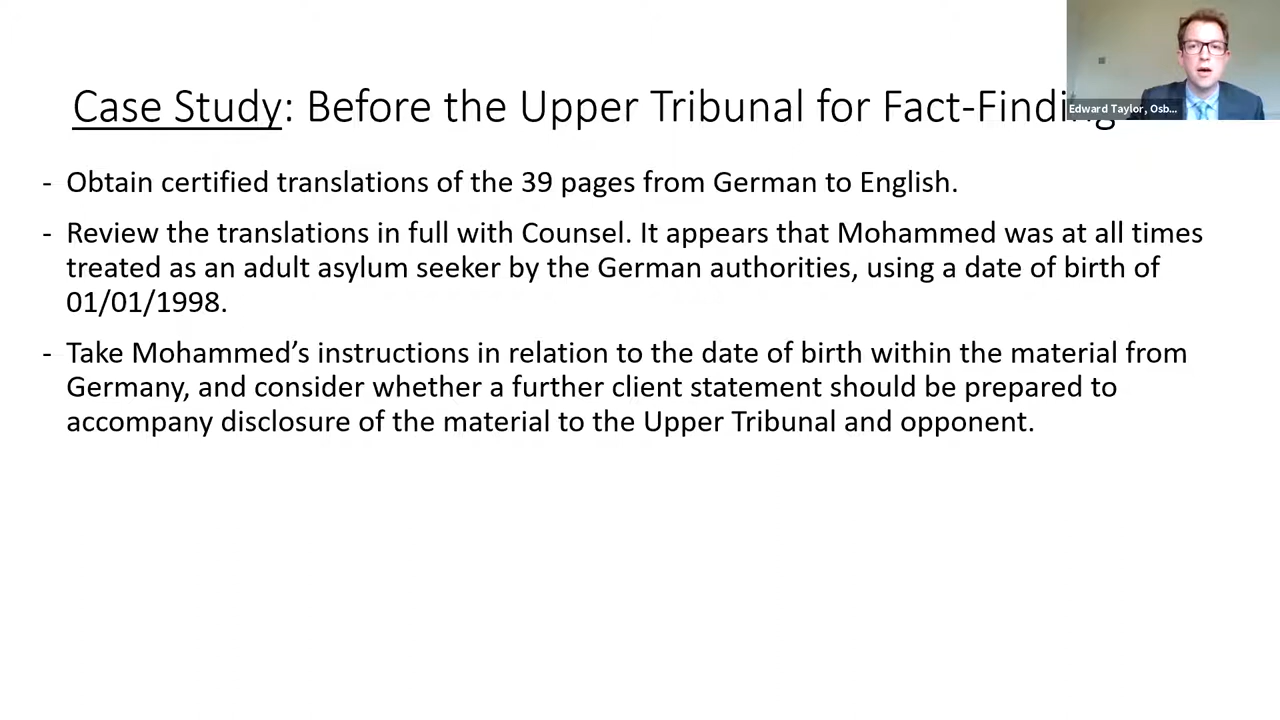 Case Study: Before the Upper Tribunal for Fact-Finding
Edward Taylor, Osb...
- Obtain certified translations of the 39 pages from German to English.
- Review the translations in full with Counsel. It appears that Mohammed was at all times
treated as an adult asylum seeker by the German authorities, using a date of birth of
01/01/1998.
- Take Mohammed’s instructions in relation to the date of birth within the material from
Germany, and consider whether a further client statement should be prepared to
accompany disclosure of the material to the Upper Tribunal and opponent.